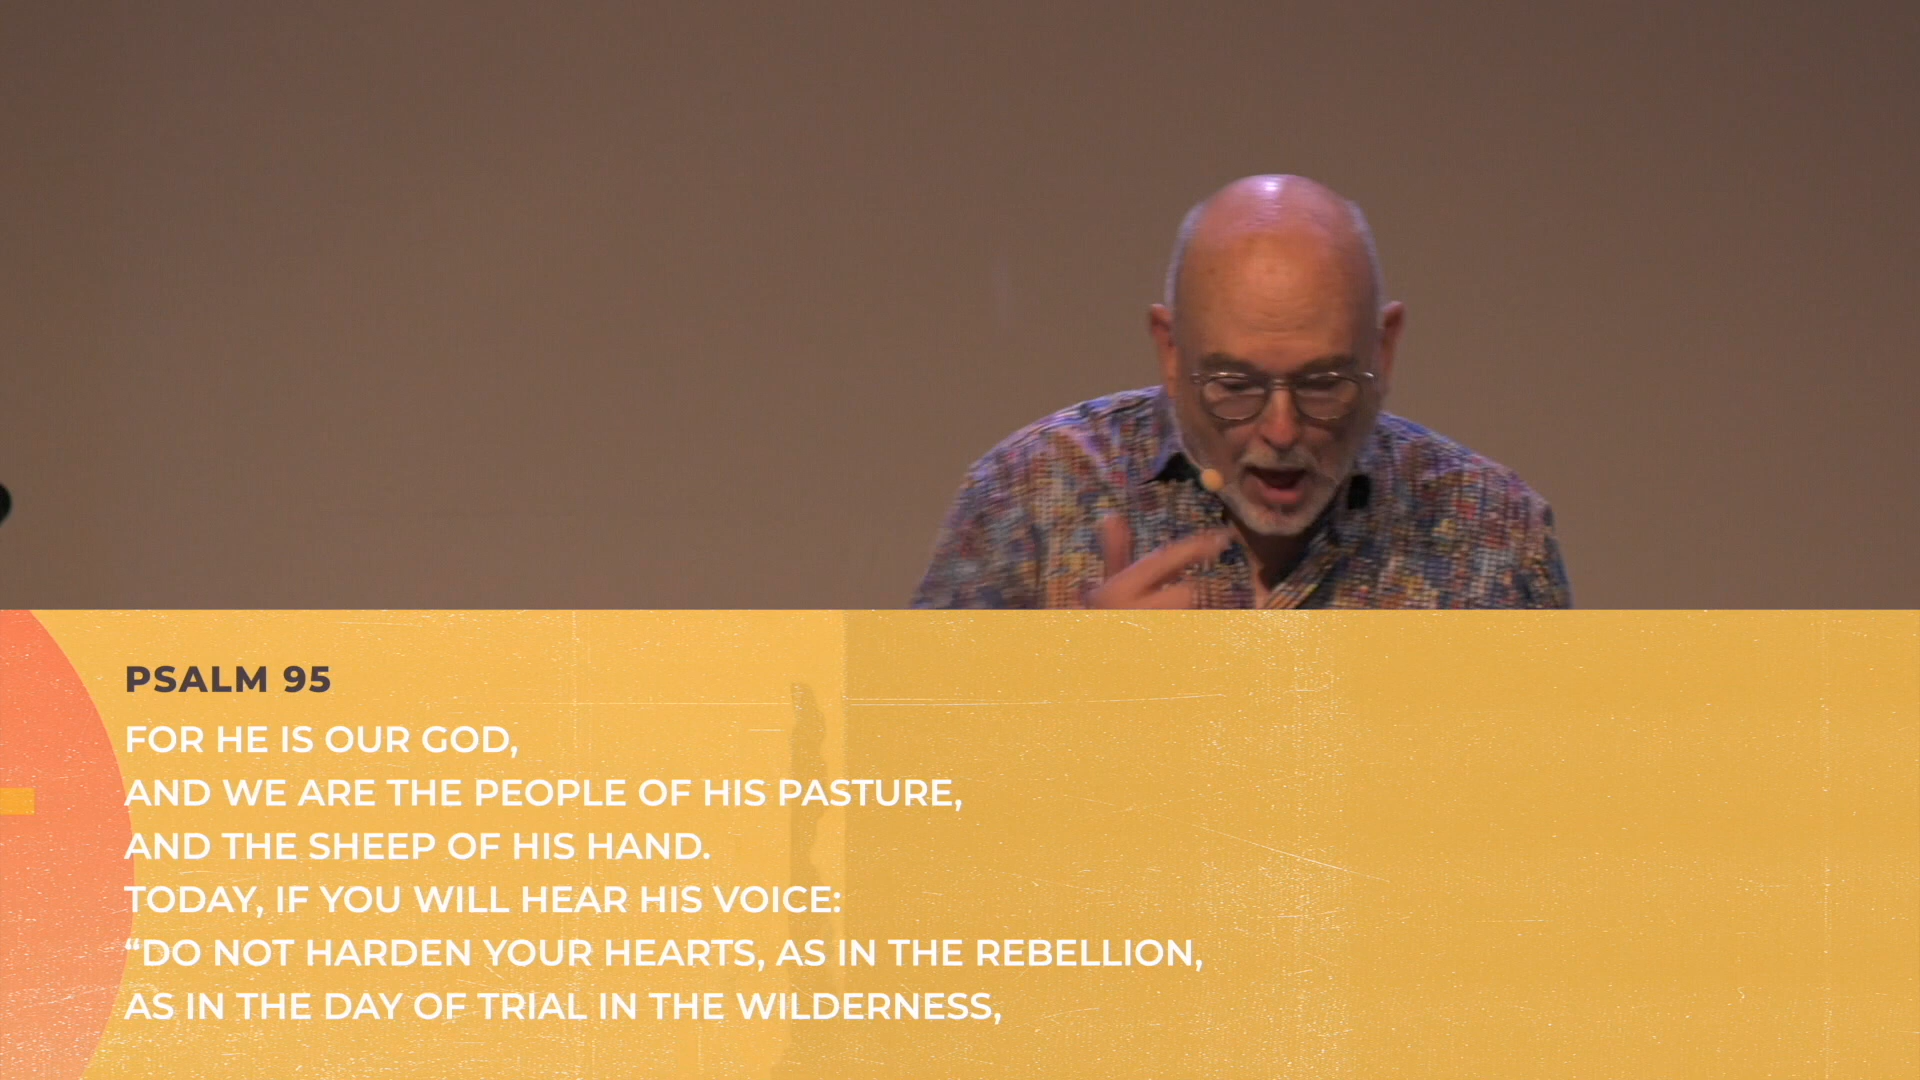 PSALM 95
FOR HE IS OUR GOD,
AND WE ARE THE PEOPLE OF HIS PASTURE,
AND THE SHEEP OF HIS HAND.
TODAY, IF YOU WILL HEAR HIS VOICE:
“DO NOT HARDEN YOUR HEARTS, AS IN THE REBELLION,
AS IN THE DAY OF TRIAL IN THE WILDERNESS,